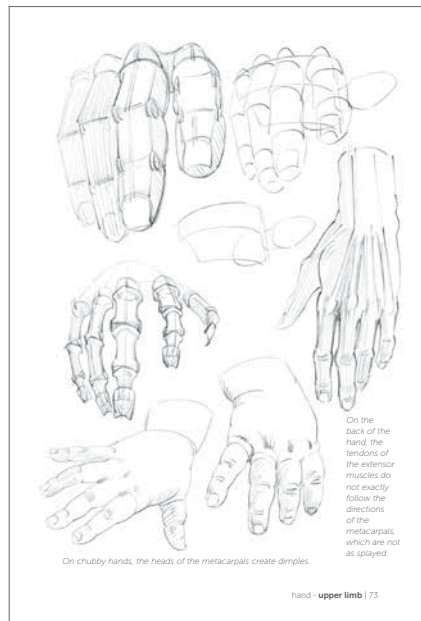 On the
back of the
hand, the
tendons of
the extensor
muscles do
not exactly
follow the
directions
of the
metacarpals,
which are not
as splayed.
On chubby hands, the heads of the metacarpals create dimples.
hand - upper limb | 73